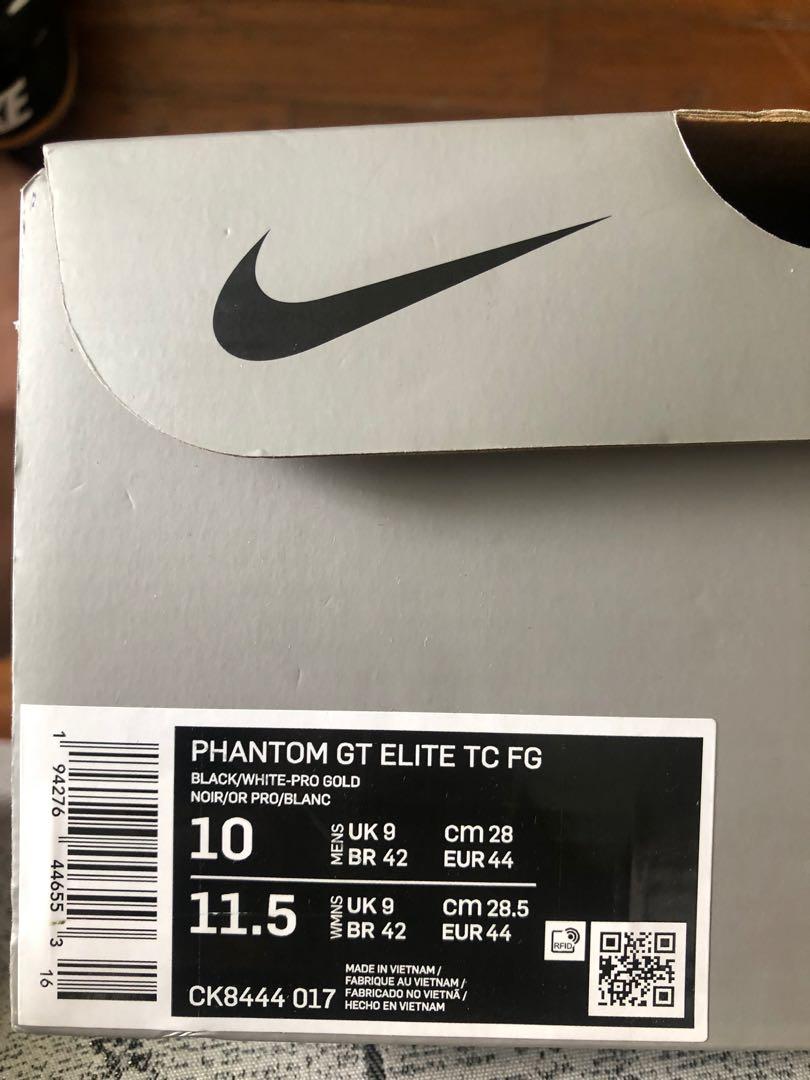 PHANTOM GT ELITE TC FG
BLACK/WHITE-PRO GOLD
NOIR/OR PRO/BLANC
10 MENS UK 9 cm 28
BR 42 EUR 44
11.5 WMNS UK 9 cm 28.5
BR 42 EUR 44
RFID
CK8444 017
MADE IN VIETNAM /
FABRIQUE AU VIETNAM /
FABRICADO NO VIETNÃ /
HECHO EN VIETNAM
1 94276 44655 3
16